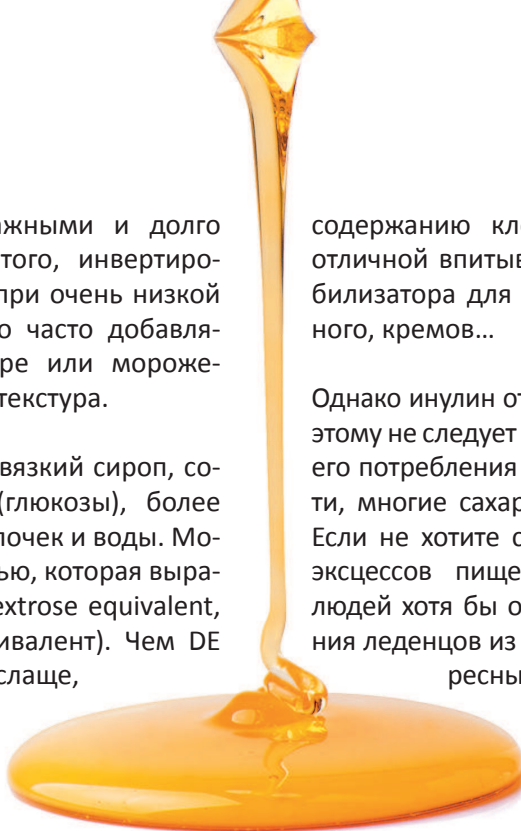 ажными и долго
того, инвертиро-
при очень низкой
о часто добавля-
ре или мороже-
текстура.
вязкий сироп, со-
(глюкозы), более
почек и воды. Мо-
ью, которая выра-
extrose equivalent,
ивалент). Чем DE
слаще,
содержанию кле
отличной впитыв
билизатора для
ного, кремов…
Однако инулин от
этому не следует
его потребления
ти, многие сахар
Если не хотите с
эксцессов пище
людей хотя бы о
ния леденцов из
ресны